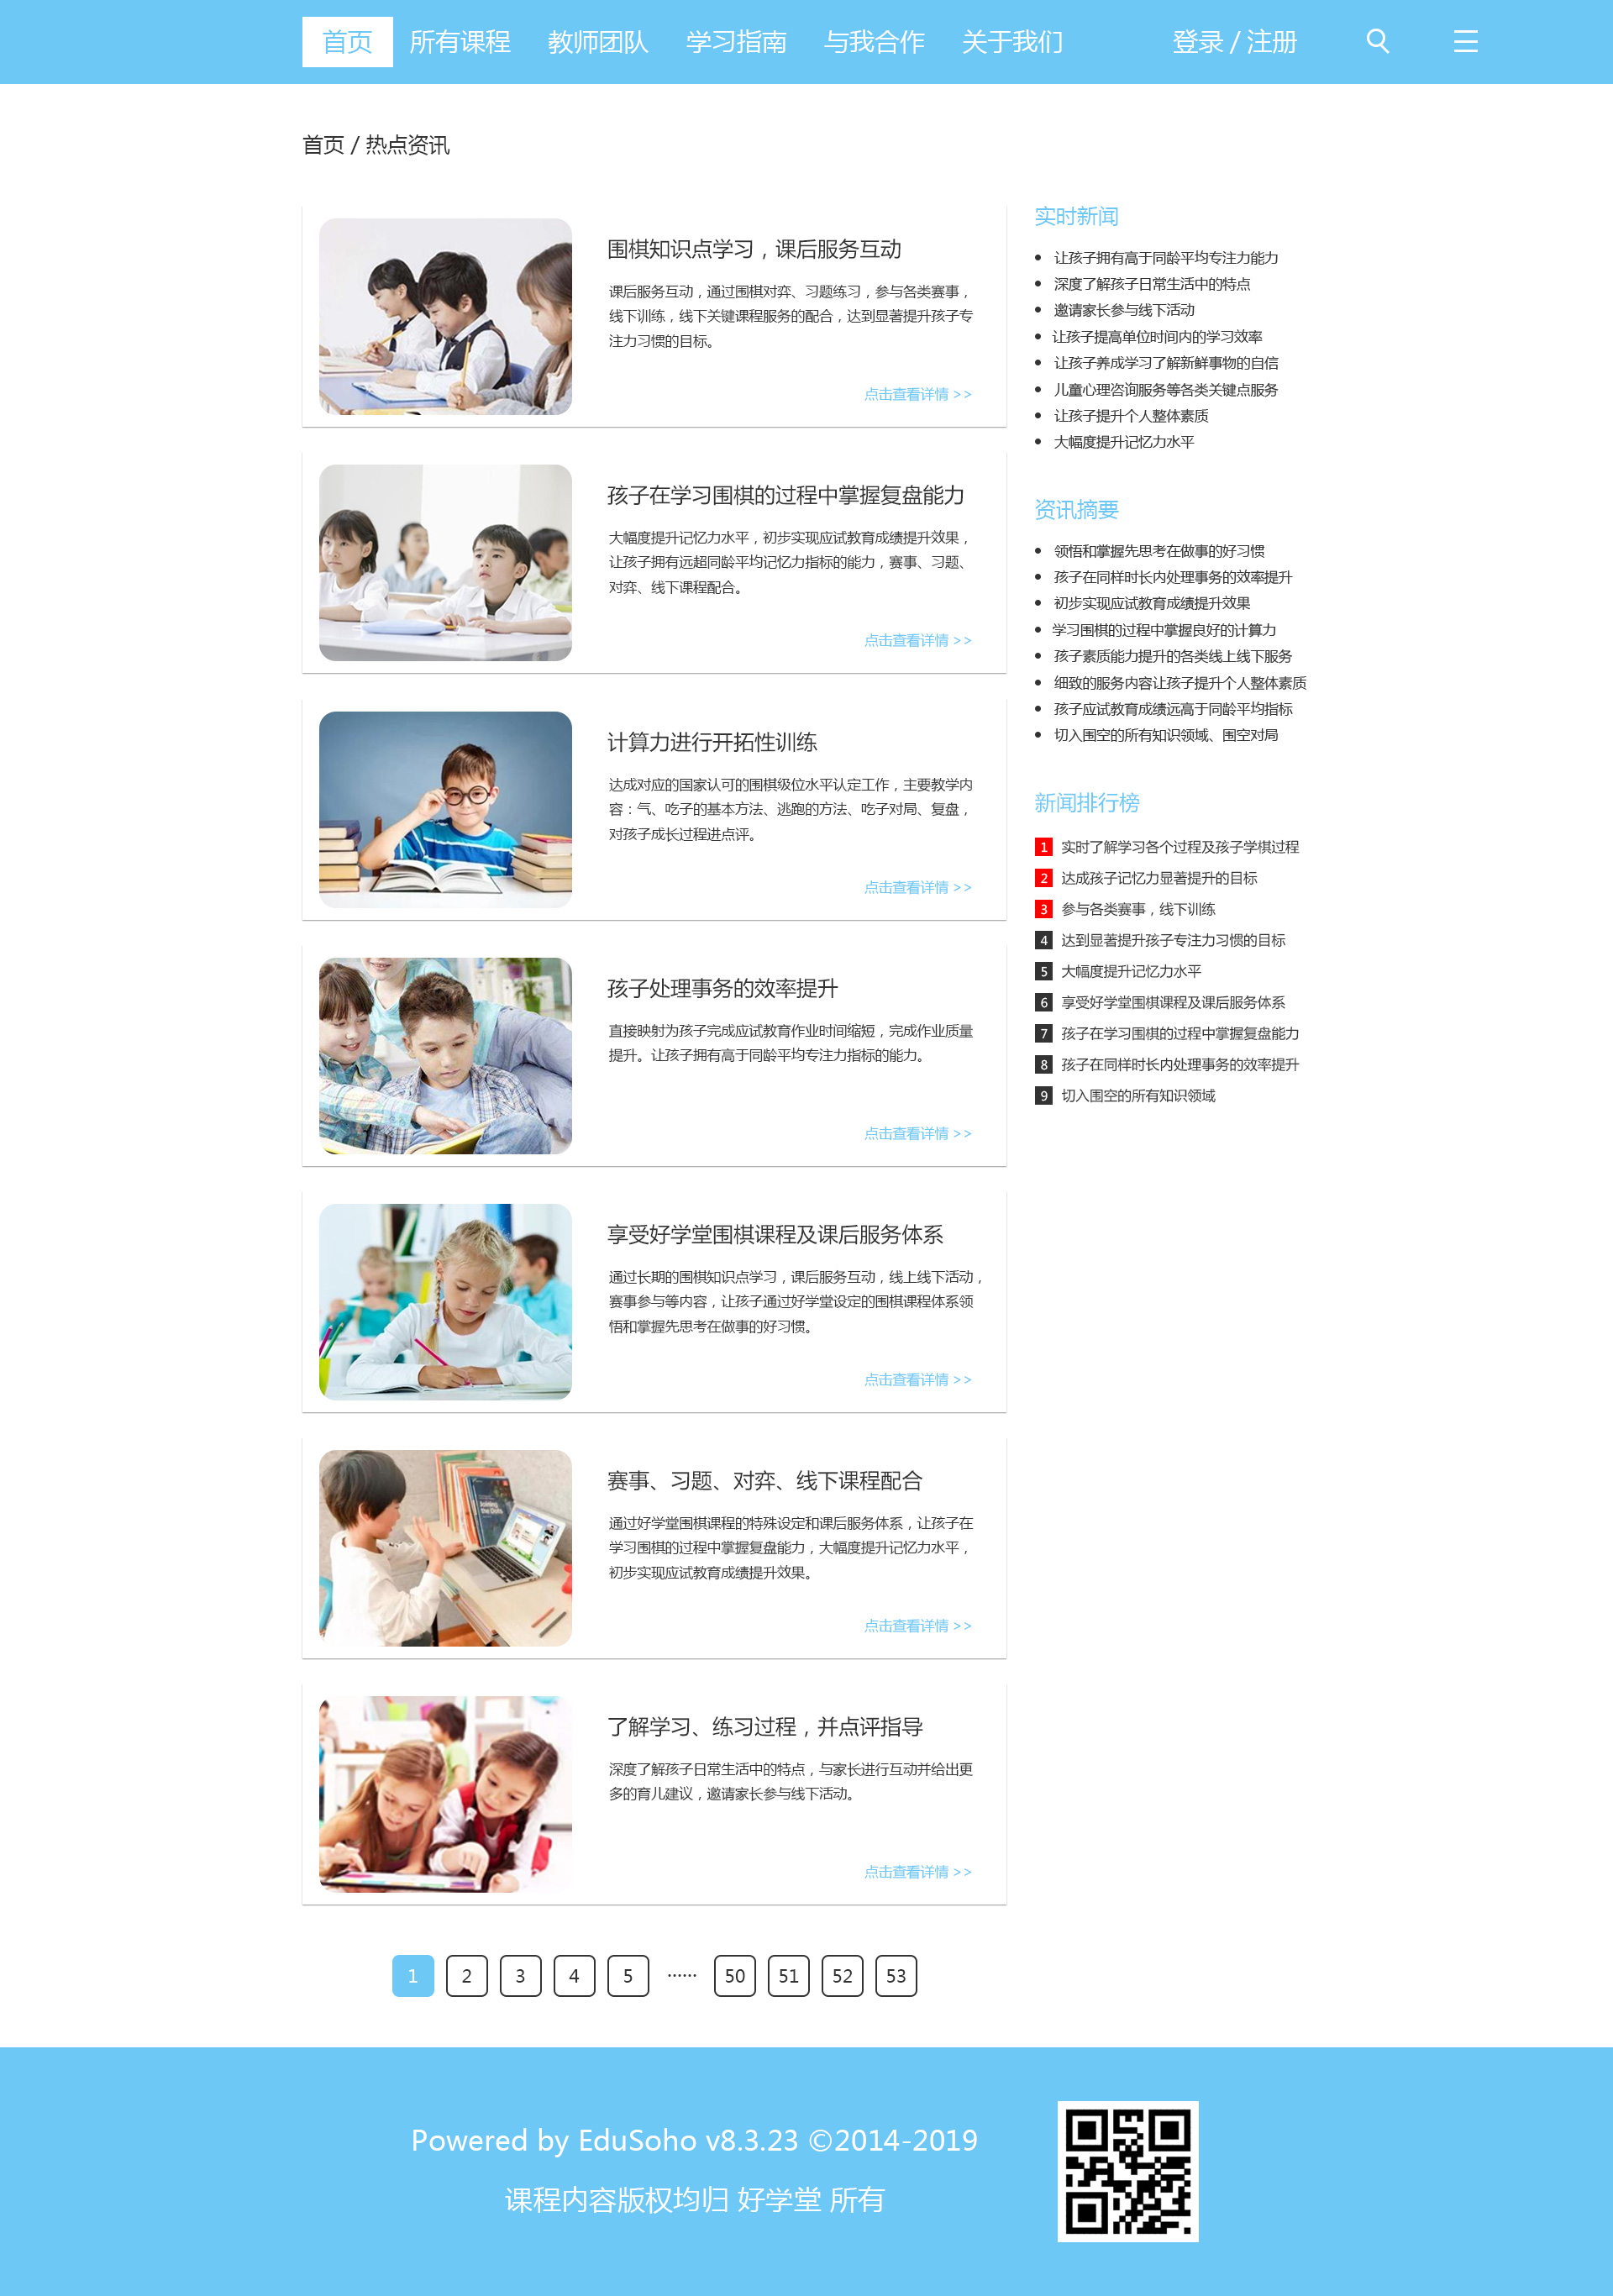 首页 所有课程 教师团队 学习指南 与我合作 关于我们 登录 / 注册
首页 / 热点资讯
围棋知识点学习，课后服务互动
课后服务互动，通过围棋对弈、习题练习，参与各类赛事，
线下训练，线下关键课程服务的配合，达到显著提升孩子专
注力习惯的目标。
点击查看详情 >>
孩子在学习围棋的过程中掌握复盘能力
大幅度提升记忆力水平，初步实现应试教育成绩提升效果，
让孩子拥有远超同龄平均记忆力指标的能力，赛事、习题、
对弈、线下课程配合。
点击查看详情 >>
计算力进行开拓性训练
达成对应的国家认可的围棋级位水平认定工作，主要教学内
容：气、吃子的基本方法、逃跑的方法、吃子对局、复盘，
对孩子成长过程进点评。
点击查看详情 >>
孩子处理事务的效率提升
直接映射为孩子完成应试教育作业时间缩短，完成作业质量
提升。让孩子拥有高于同龄平均专注力指标的能力。
点击查看详情 >>
享受好学堂围棋课程及课后服务体系
通过长期的围棋知识点学习，课后服务互动，线上线下活动，
赛事参与等内容，让孩子通过好学堂设定的围棋课程体系领
悟和掌握先思考在做事的好习惯。
点击查看详情 >>
赛事、习题、对弈、线下课程配合
通过好学堂围棋课程的特殊设定和课后服务体系，让孩子在
学习围棋的过程中掌握复盘能力，大幅度提升记忆力水平，
初步实现应试教育成绩提升效果。
点击查看详情 >>
了解学习、练习过程，并点评指导
深度了解孩子日常生活中的特点，与家长进行互动并给出更
多的育儿建议，邀请家长参与线下活动。
点击查看详情 >>
实时新闻
• 让孩子拥有高于同龄平均专注力能力
• 深度了解孩子日常生活中的特点
• 邀请家长参与线下活动
• 让孩子提高单位时间内的学习效率
• 让孩子养成学习了解新鲜事物的自信
• 儿童心理咨询服务等各类关键点服务
• 让孩子提升个人整体素质
• 大幅度提升记忆力水平
资讯摘要
• 领悟和掌握先思考在做事的好习惯
• 孩子在同样时长内处理事务的效率提升
• 初步实现应试教育成绩提升效果
• 学习围棋的过程中掌握良好的计算力
• 孩子素质能力提升的各类线上线下服务
• 细致的服务内容让孩子提升个人整体素质
• 孩子应试教育成绩远高于同龄平均指标
• 切入围空的所有知识领域、围空对局
新闻排行榜
1 实时了解学习各个过程及孩子学棋过程
2 达成孩子记忆力显著提升的目标
3 参与各类赛事，线下训练
4 达到显著提升孩子专注力习惯的目标
5 大幅度提升记忆力水平
6 享受好学堂围棋课程及课后服务体系
7 孩子在学习围棋的过程中掌握复盘能力
8 孩子在同样时长内处理事务的效率提升
9 切入围空的所有知识领域
1 2 3 4 5 ······ 50 51 52 53
Powered by EduSoho v8.3.23 ©2014-2019
课程内容版权均归 好学堂 所有